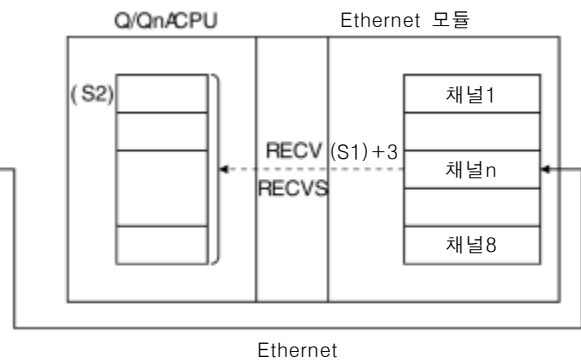 Q/QnACPU
Ethernet 모듈
(S2)
채널1
RECV (S1)+3
채널n
RECVS
채널8
Ethernet